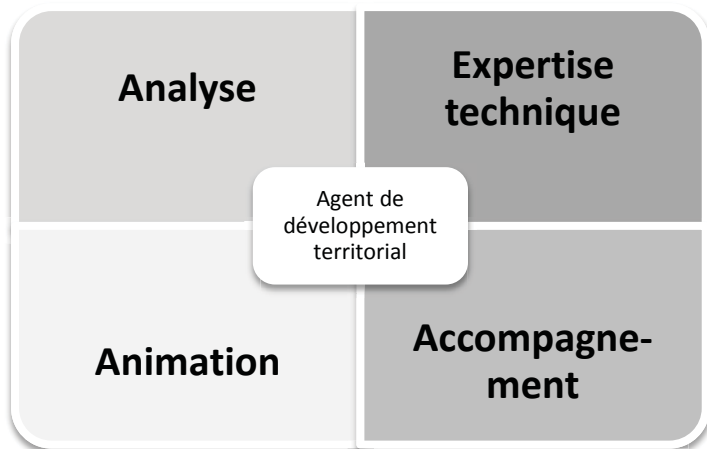 Analyse
Expertise
technique
Agent de
développement
territorial
Animation
Accompagne-
ment